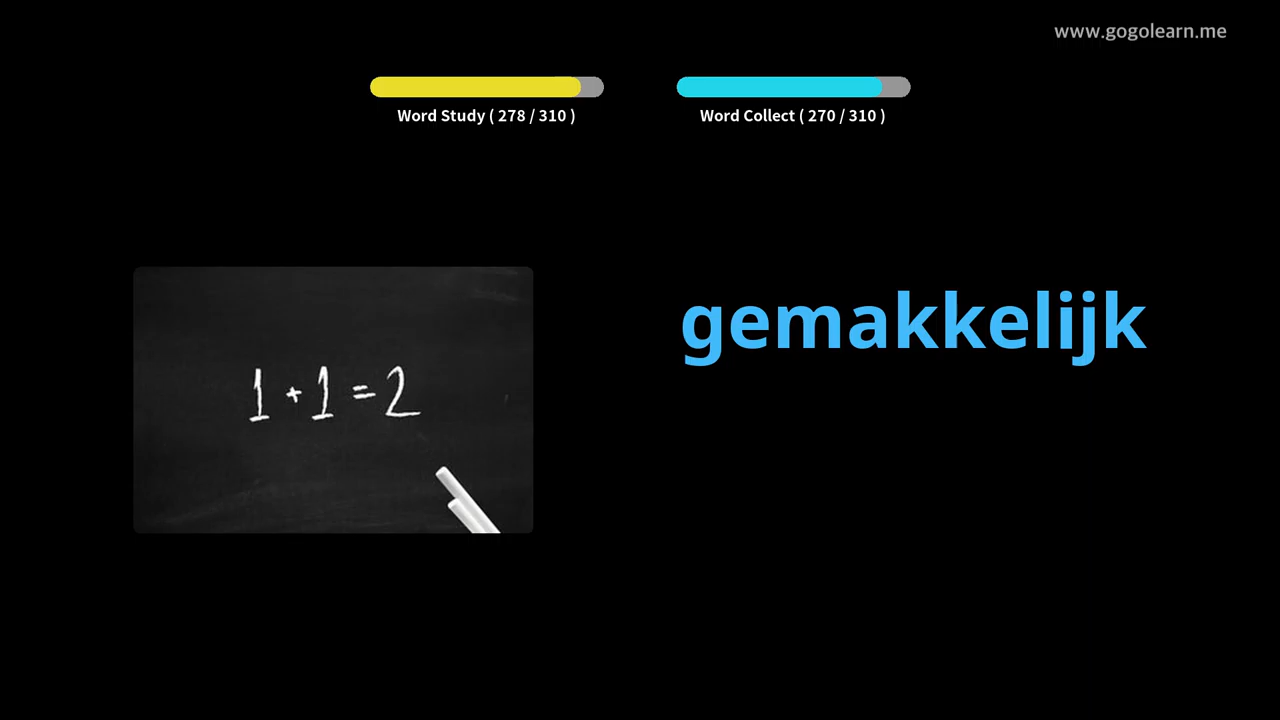 www.gogolearn.me
Word Study ( 278 / 310 )
Word Collect ( 270 / 310 )
gemakkelijk
1 + 1 = 2